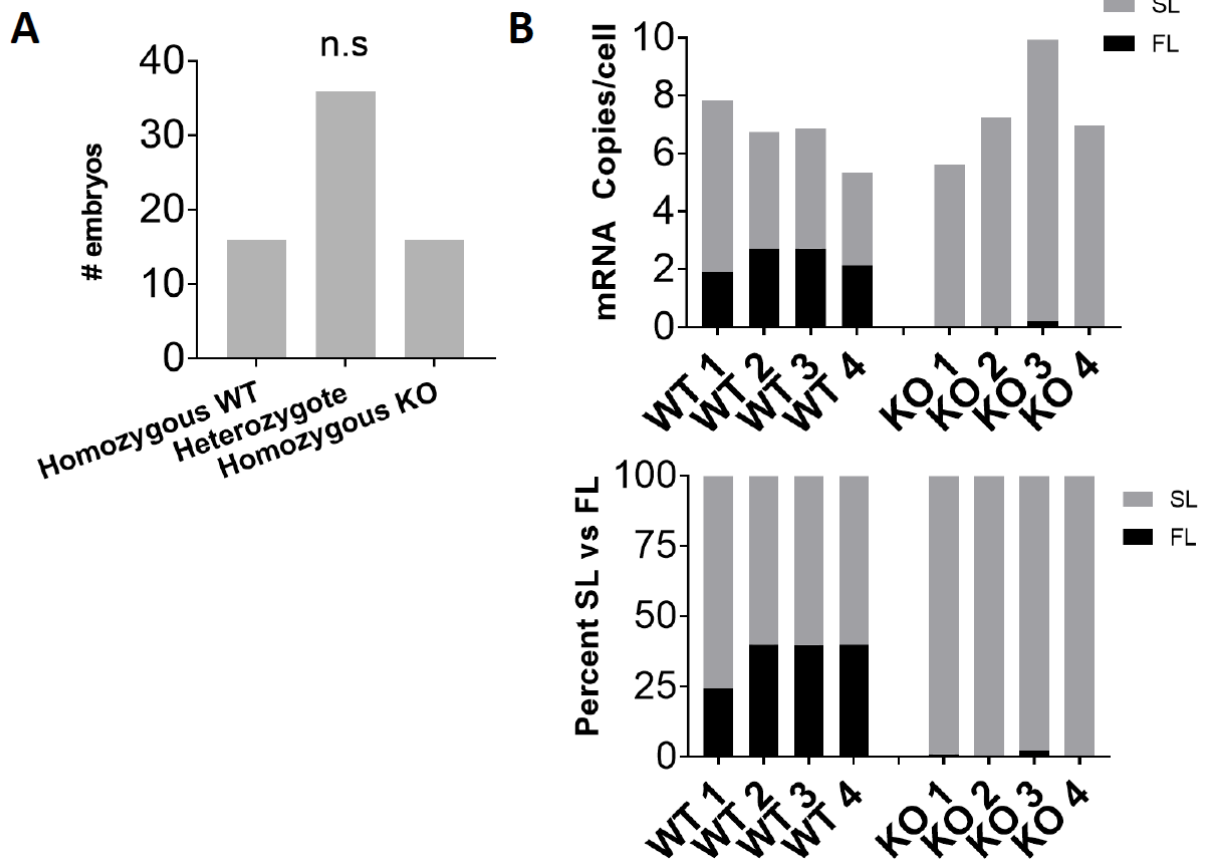 A
n.s
# embryos
40
30
20
10
0
Homozygous WT
Heterozygote
Homozygous KO
B
SL
FL
mRNA Copies/cell
10
8
6
4
2
0
WT 1
WT 2
WT 3
WT 4
KO 1
KO 2
KO 3
KO 4
SL
FL
Percent SL vs FL
100
75
50
25
0
WT 1
WT 2
WT 3
WT 4
KO 1
KO 2
KO 3
KO 4